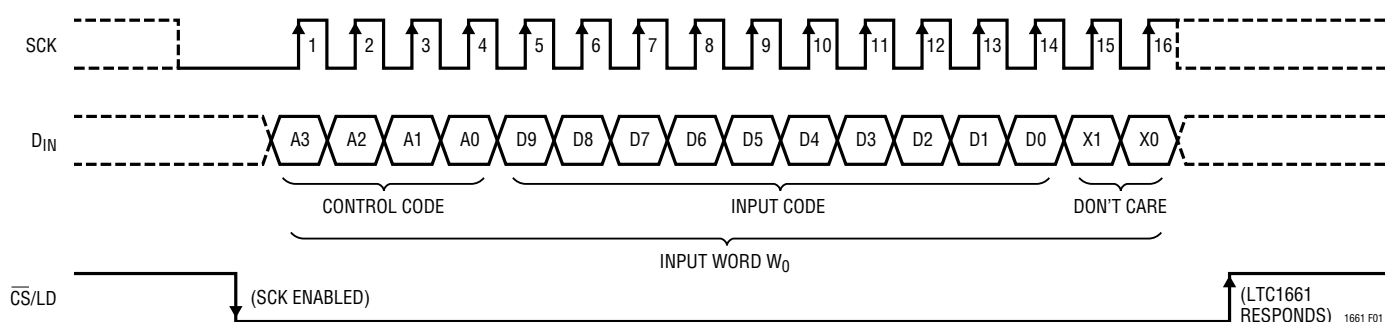 SCK 1 2 3 4 5 6 7 8 9 10 11 12 13 14 15 16
DIN A3 A2 A1 A0 D9 D8 D7 D6 D5 D4 D3 D2 D1 D0 X1 X0
CONTROL CODE INPUT CODE DON'T CARE
INPUT WORD W0
CS/LD (SCK ENABLED) (LTC1661
RESPONDS) 1661 F01